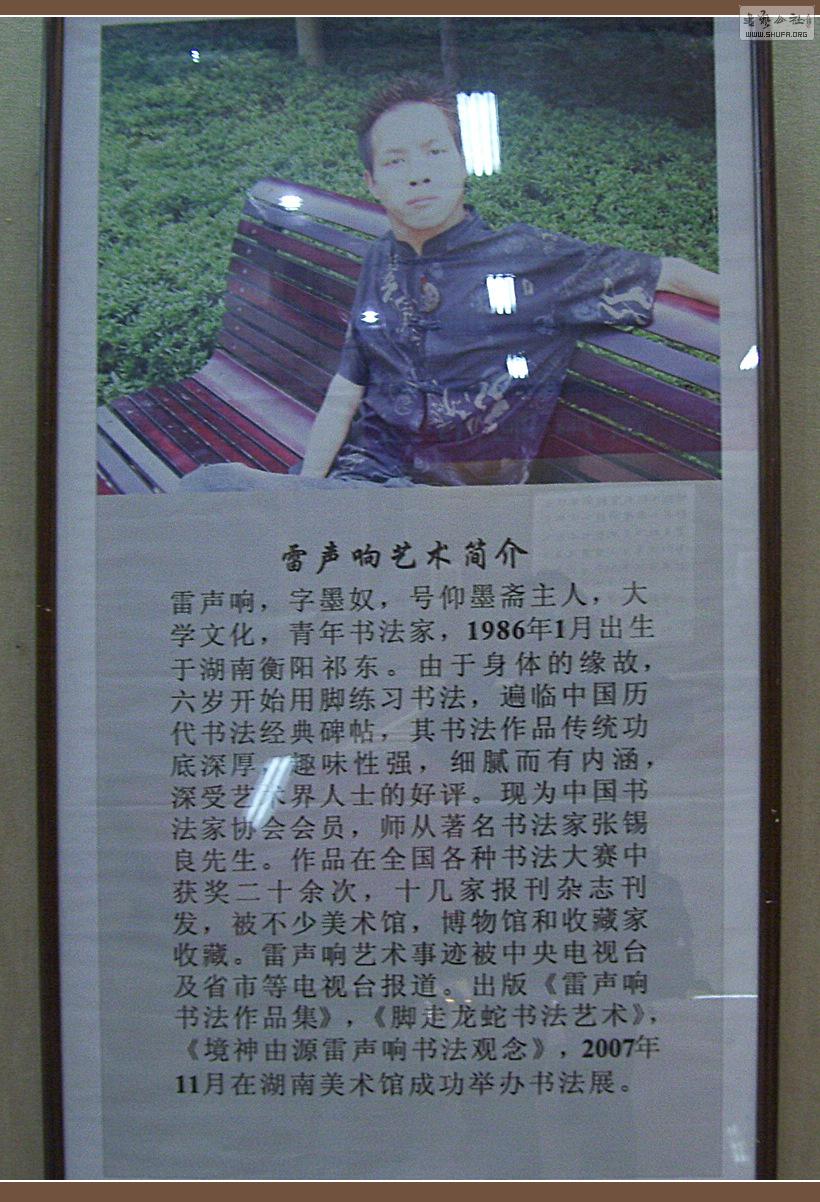 书艺公社
WWW.SHUFA.ORG
雷声响艺术简介
雷声响，字墨奴，号仰墨斋主人，大
学文化，青年书法家，1986年1月出生
于湖南衡阳祁东。由于身体的缘故，
六岁开始用脚练习书法，遍临中国历
代书法经典碑帖，其书法作品传统功
底深厚，趣味性强，细腻而有内涵，
深受艺术界人士的好评。现为中国书
法家协会会员，师从著名书法家张锡
良先生。作品在全国各种书法大赛中
获奖二十余次，十几家报刊杂志刊
发，被不少美术馆，博物馆和收藏家
收藏。雷声响艺术事迹被中央电视台
及省市等电视台报道。出版《雷声响
书法作品集》，《脚走龙蛇书法艺术》，
《境神由源雷声响书法观念》，2007年
11月在湖南美术馆成功举办书法展。